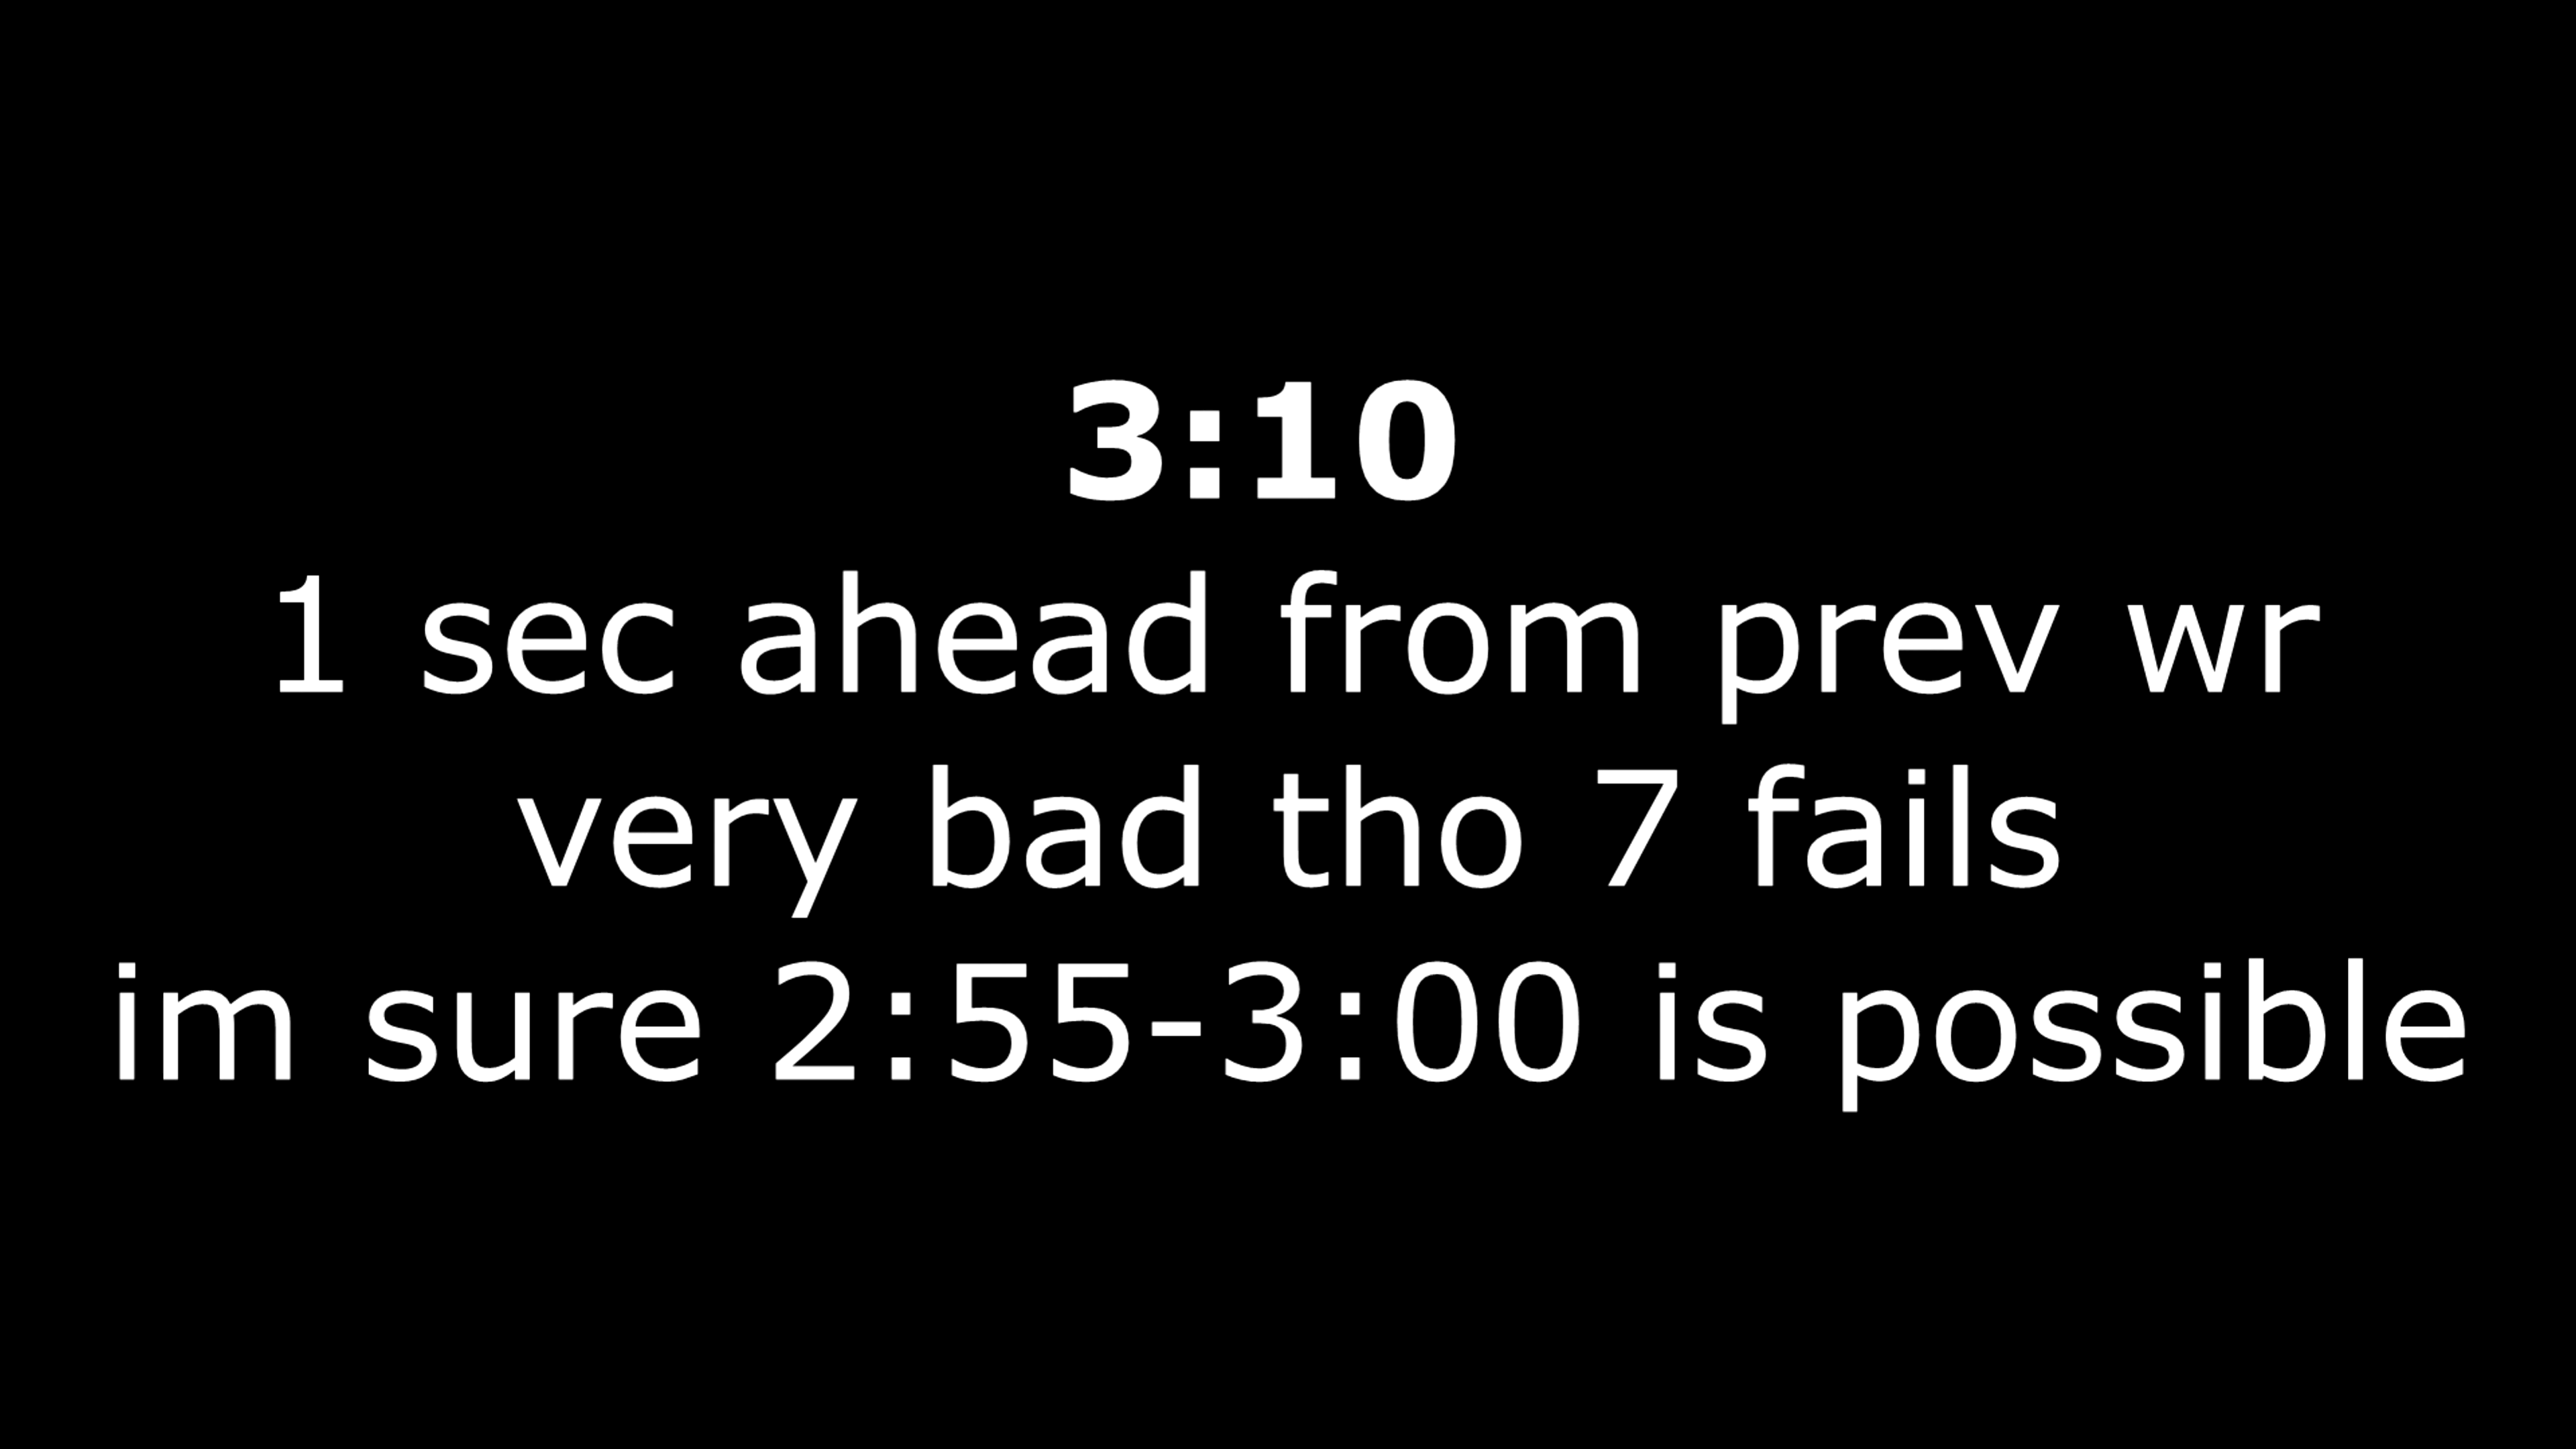 3:10
1 sec ahead from prev wr
very bad tho 7 fails
im sure 2:55-3:00 is possible